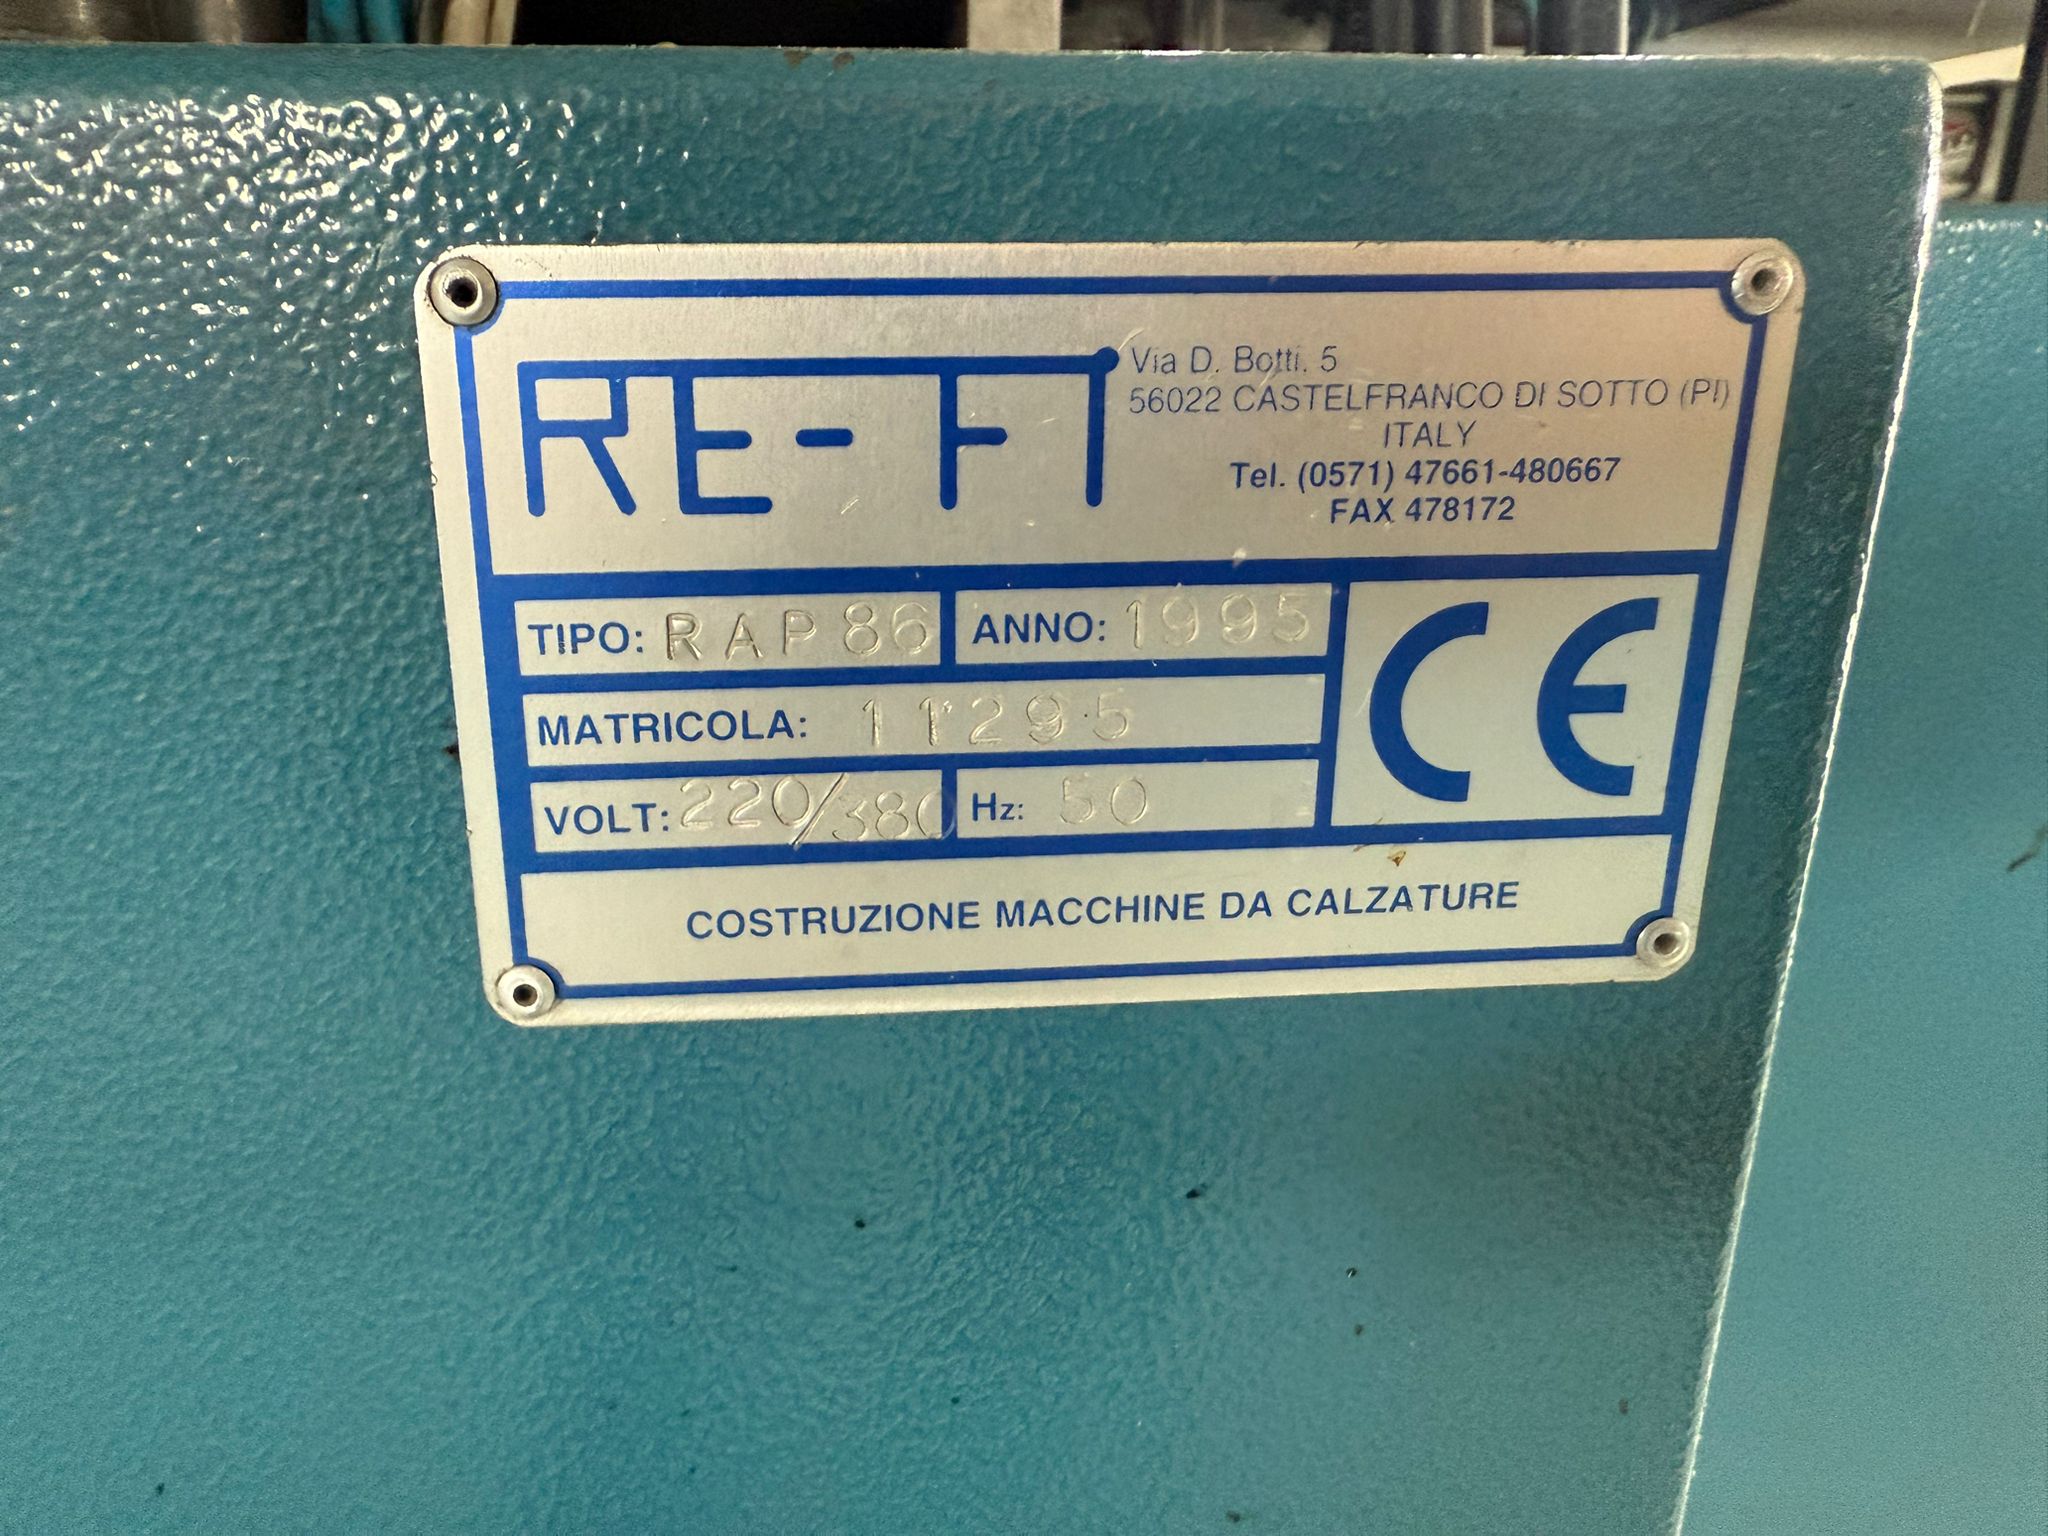 RE-FI
Via D. Botti, 5
56022 CASTELFRANCO DI SOTTO (PI)
ITALY
Tel. (0571) 47661-480667
FAX 478172
TIPO: RAP 86
ANNO: 1995
MATRICOLA: 11295
VOLT: 220/380
Hz: 50
CE
COSTRUZIONE MACCHINE DA CALZATURE